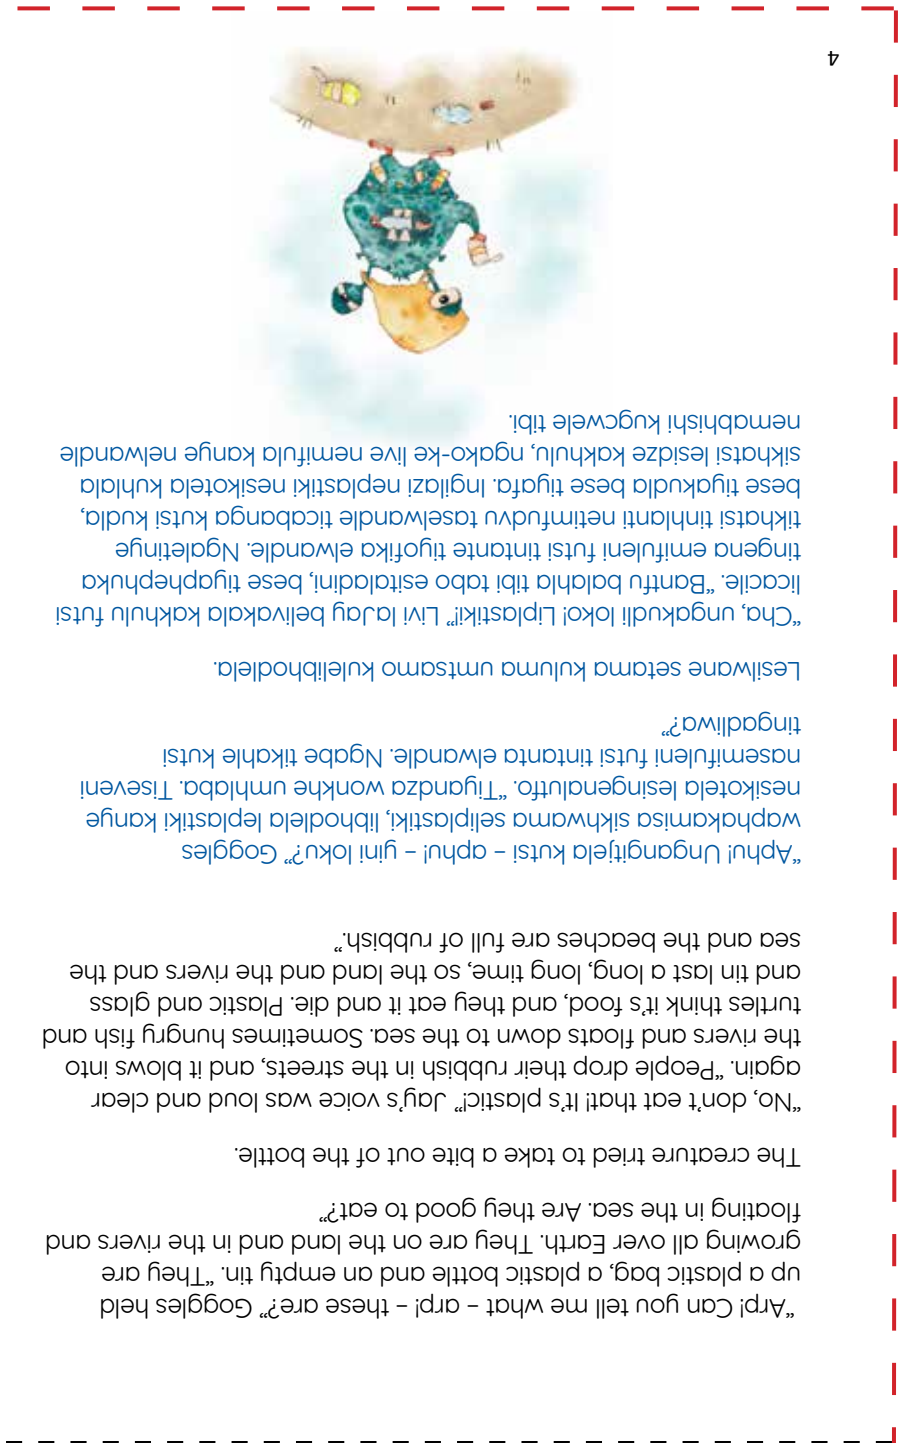 “Arp! Can you tell me what – arp! – these are?” Goggles held
up a plastic bag, a plastic bottle and an empty tin. “They are
growing all over Earth. They are on the land and in the rivers and
floating in the sea. Are they good to eat?”
The creature tried to take a bite out of the bottle.
“No, don’t eat that! It’s plastic!” Jay’s voice was loud and clear
again. “People drop their rubbish in the streets, and it blows into
the rivers and floats down to the sea. Sometimes hungry fish and
turtles think it’s food, and they eat it and die. Plastic and glass
and tin last a long, long time, so the land and the rivers and the
sea and the beaches are full of rubbish.”
“Aphu! Ungangitjela kutsi – aphu! – yini loku?” Goggles
waphakamisa sikhwama seliplastiki, libhodlela leplastiki kanye
nesikotela lesingenalutfo. “Tiyandza wonkhe umhlaba. Tiseveni
nasemifuleni futsi tintanta elwandle. Ngabe tikahle kutsi
tingadliwa?”
Lesilwane setama kuluma umtsamo kulelibhodlela.
“Cha, ungakudli loko! Liplastiki!” Livi laJay belivakala kakhulu futsi
licacile. “Bantfu balahla tibi tabo esitaladini, bese tiyaphephuka
tingena emifuleni futsi tintante tiyofika elwandle. Ngaletinye
tikhatsi tinhlanti netimfudvu taselwandle ticabanga kutsi kudla,
bese tiyakudla bese tiyafa. Ingilazi neplastiki nesikotela kuhlala
sikhatsi lesidze kakhulu, ngako-ke live nemifula kanye nelwandle
nemabhishi kugcwele tibi.
4